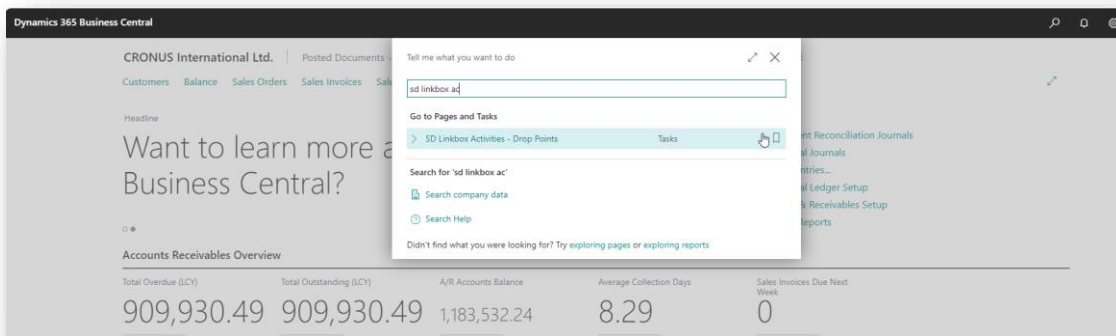 Dynamics 365 Business Central
CRONUS International Ltd. Posted Documents
Customers Balance Sales Orders Sales Invoices
Tell me what you want to do
sd linkbox ac
Go to Pages and Tasks
SD Linkbox Activities - Drop Points Tasks
Search for 'sd linkbox ac'
Search company data
Search Help
Didn't find what you were looking for? Try exploring pages or exploring reports
Headline
Want to learn more
Business Central?
Reconciliation Journals
Journals
Ledger Setup
& Receivables Setup
Accounts Receivables Overview
Total Overdue (LCY) Total Outstanding (LCY) A/R Accounts Balance Average Collection Days Sales Invoices Due Next Week
909,930.49 909,930.49 1,183,532.24 8.29 0